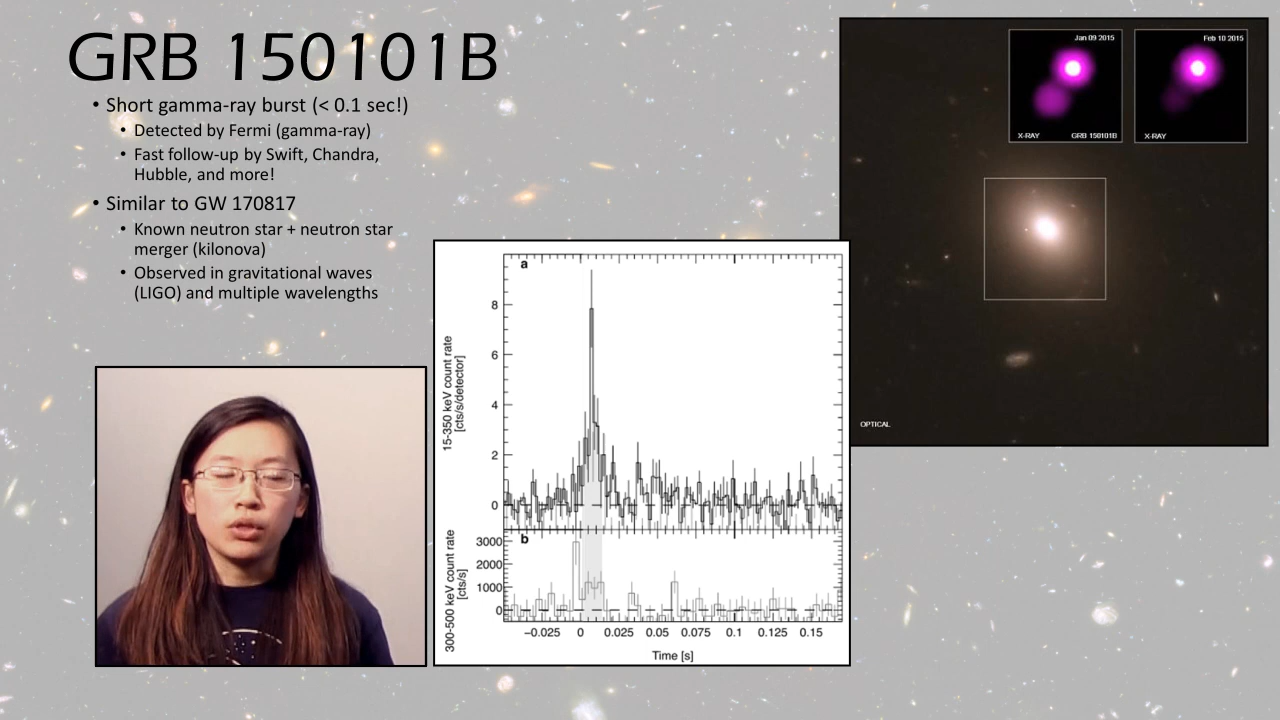 GRB 150101B
• Short gamma-ray burst (< 0.1 sec!)
• Detected by Fermi (gamma-ray)
• Fast follow-up by Swift, Chandra,
Hubble, and more!
• Similar to GW 170817
• Known neutron star + neutron star
merger (kilonova)
• Observed in gravitational waves
(LIGO) and multiple wavelengths
Jan 09 2015
X-RAY GRB 150101B
Feb 10 2015
X-RAY
OPTICAL
a
15-350 keV count rate
[cts/s/detector]
8
6
4
2
0
b
300-500 keV count rate
[cts/s]
3000
2000
1000
0
−0.025 0 0.025 0.05 0.075 0.1 0.125 0.15
Time [s]